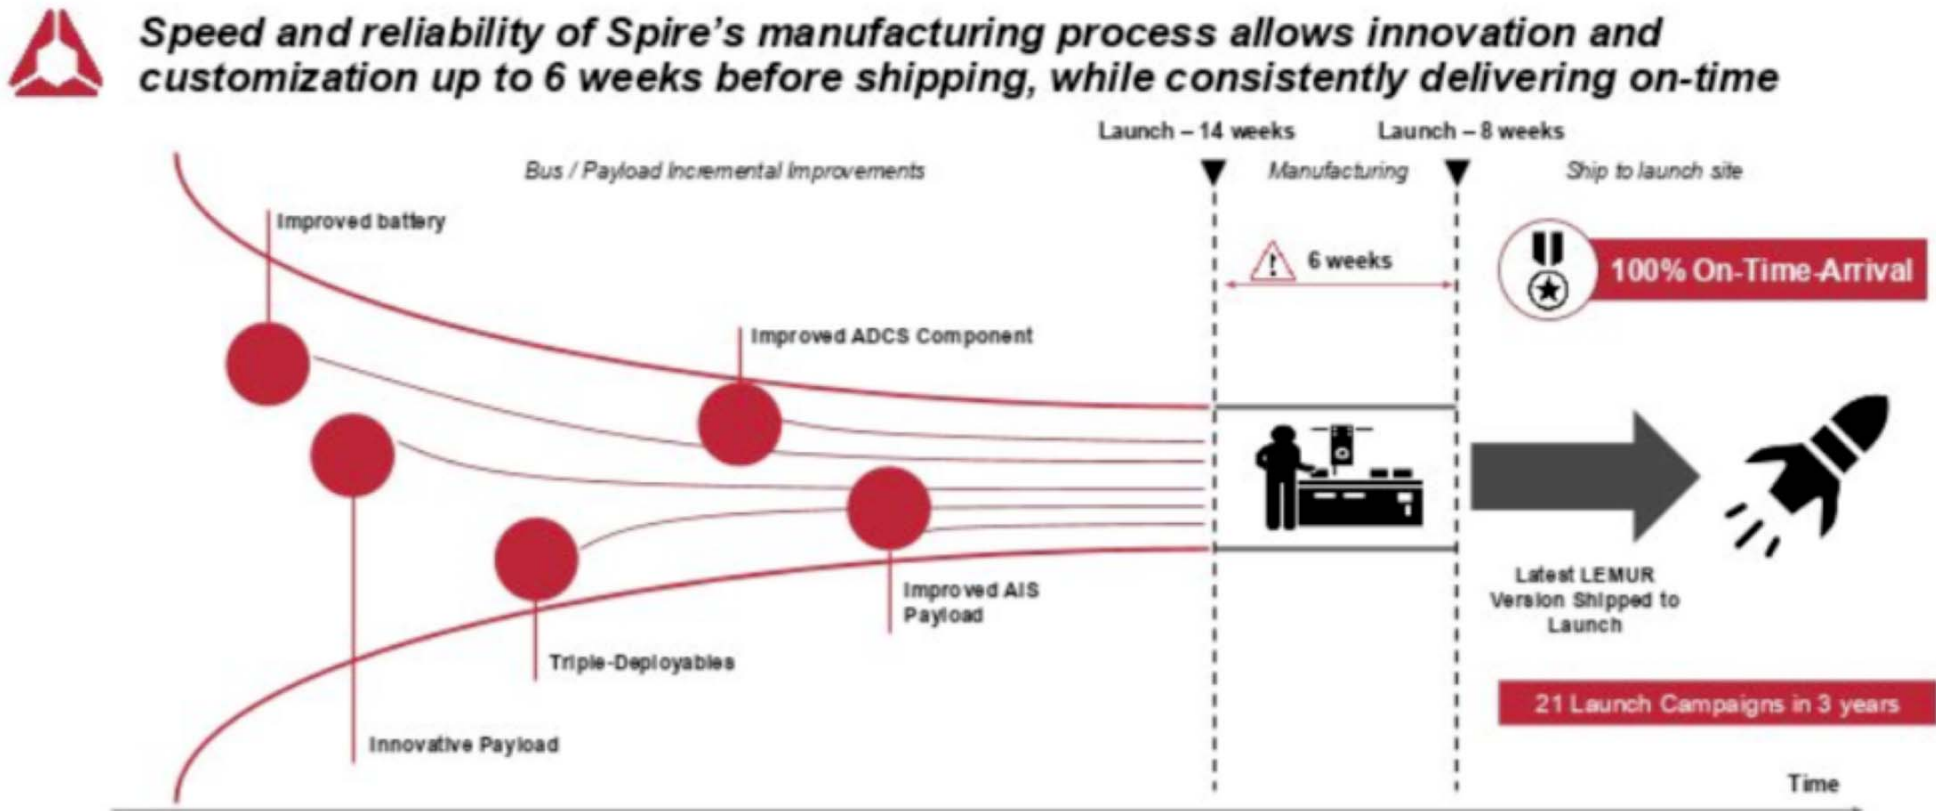 Speed and reliability of Spire's manufacturing process allows innovation and
customization up to 6 weeks before shipping, while consistently delivering on-time
Launch – 14 weeks
Launch – 8 weeks
Bus / Payload Incremental Improvements
Manufacturing
Ship to launch site
Improved battery
6 weeks
100% On-Time-Arrival
Improved ADCS Component
Improved AIS
Payload
Triple-Deployables
Innovative Payload
Latest LEMUR
Version Shipped to
Launch
21 Launch Campaigns in 3 years
Time